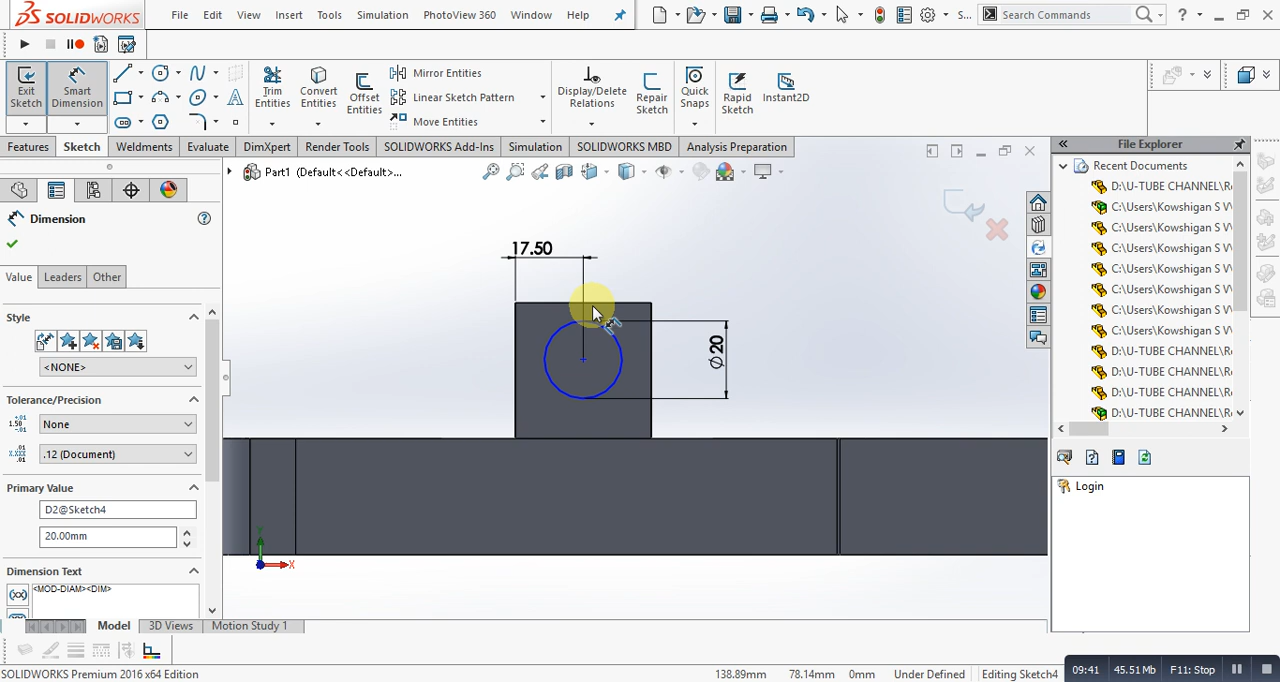 SOLIDWORKS
File Edit View Insert Tools Simulation PhotoView 360 Window Help
S...
Search Commands
?
Exit Sketch
Smart Dimension
Trim Entities
Convert Entities
Offset Entities
Mirror Entities
Linear Sketch Pattern
Move Entities
Display/Delete Relations
Repair Sketch
Quick Snaps
Rapid Sketch
Instant2D
Features Sketch Weldments Evaluate DimXpert Render Tools SOLIDWORKS Add-Ins Simulation SOLIDWORKS MBD Analysis Preparation
Part1 (Default<<Default>...
Dimension
Value Leaders Other
Style
<NONE>
Tolerance/Precision
None
.12 (Document)
Primary Value
D2@Sketch4
20.00mm
Dimension Text
<MOD-DIAM><DIM>
17.50
Ø20
Y
X
File Explorer
Recent Documents
D:\U-TUBE CHANNEL\R
C:\Users\Kowshigan S V
C:\Users\Kowshigan S V
C:\Users\Kowshigan S V
C:\Users\Kowshigan S V
C:\Users\Kowshigan S V
C:\Users\Kowshigan S V
C:\Users\Kowshigan S V
D:\U-TUBE CHANNEL\R
D:\U-TUBE CHANNEL\R
D:\U-TUBE CHANNEL\R
D:\U-TUBE CHANNEL\R
Login
Model 3D Views Motion Study 1
SOLIDWORKS Premium 2016 x64 Edition
138.89mm 78.14mm 0mm Under Defined Editing Sketch4
09:41 45.51 Mb F11: Stop